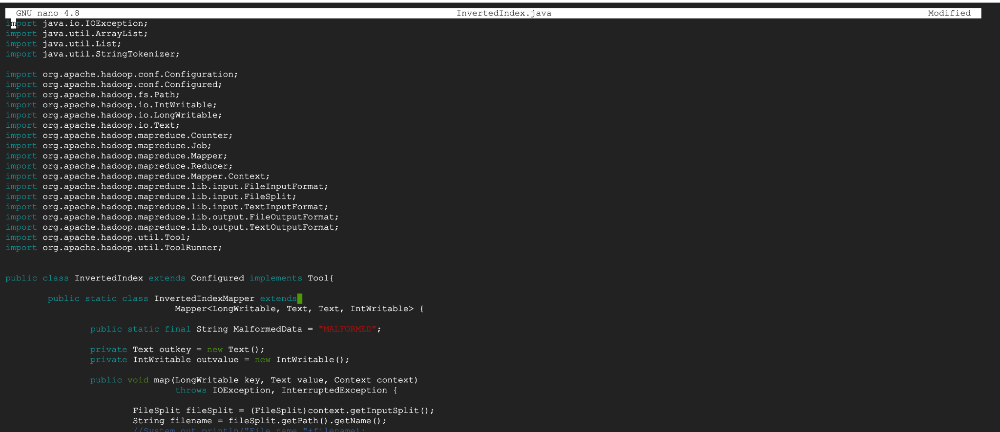 GNU nano 4.8 InvertedIndex.java Modified
import java.io.IOException;
import java.util.ArrayList;
import java.util.List;
import java.util.StringTokenizer;
import org.apache.hadoop.conf.Configuration;
import org.apache.hadoop.conf.Configured;
import org.apache.hadoop.fs.Path;
import org.apache.hadoop.io.IntWritable;
import org.apache.hadoop.io.LongWritable;
import org.apache.hadoop.io.Text;
import org.apache.hadoop.mapreduce.Counter;
import org.apache.hadoop.mapreduce.Job;
import org.apache.hadoop.mapreduce.Mapper;
import org.apache.hadoop.mapreduce.Reducer;
import org.apache.hadoop.mapreduce.Mapper.Context;
import org.apache.hadoop.mapreduce.lib.input.FileInputFormat;
import org.apache.hadoop.mapreduce.lib.input.FileSplit;
import org.apache.hadoop.mapreduce.lib.input.TextInputFormat;
import org.apache.hadoop.mapreduce.lib.output.FileOutputFormat;
import org.apache.hadoop.mapreduce.lib.output.TextOutputFormat;
import org.apache.hadoop.util.Tool;
import org.apache.hadoop.util.ToolRunner;
public class InvertedIndex extends Configured implements Tool{
public static class InvertedIndexMapper extends
Mapper<LongWritable, Text, Text, IntWritable> {
public static final String MalformedData = "MALFORMED";
private Text outkey = new Text();
private IntWritable outvalue = new IntWritable();
public void map(LongWritable key, Text value, Context context)
throws IOException, InterruptedException {
FileSplit fileSplit = (FileSplit)context.getInputSplit();
String filename = fileSplit.getPath().getName();
//System.out.println("File name "+filename);